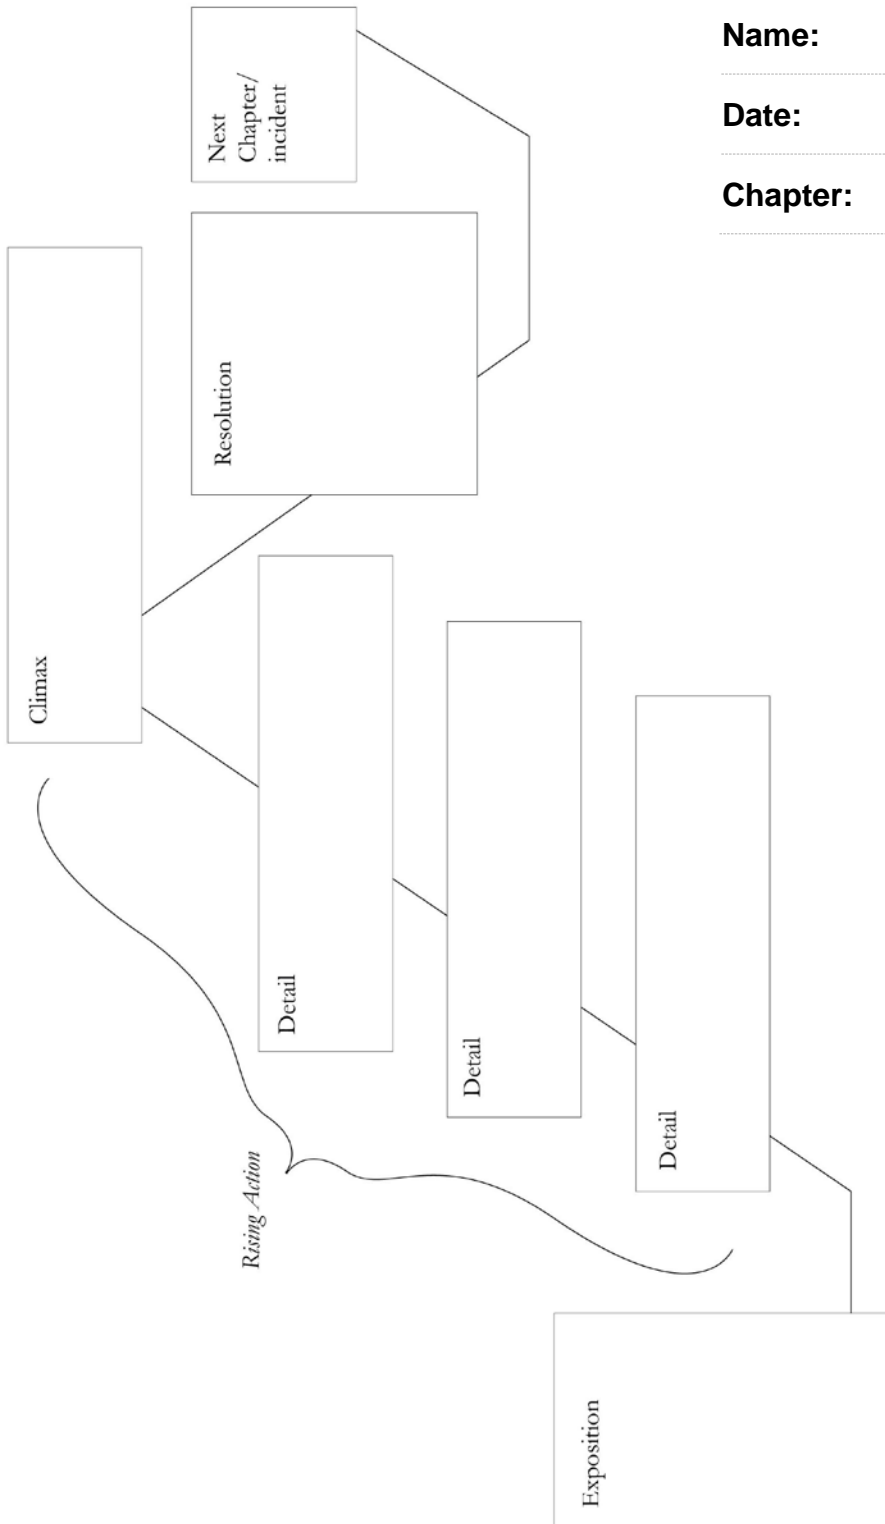 Name:
Date:
Chapter:
Exposition
Rising Action
Detail
Detail
Detail
Climax
Resolution
Next
Chapter/
incident